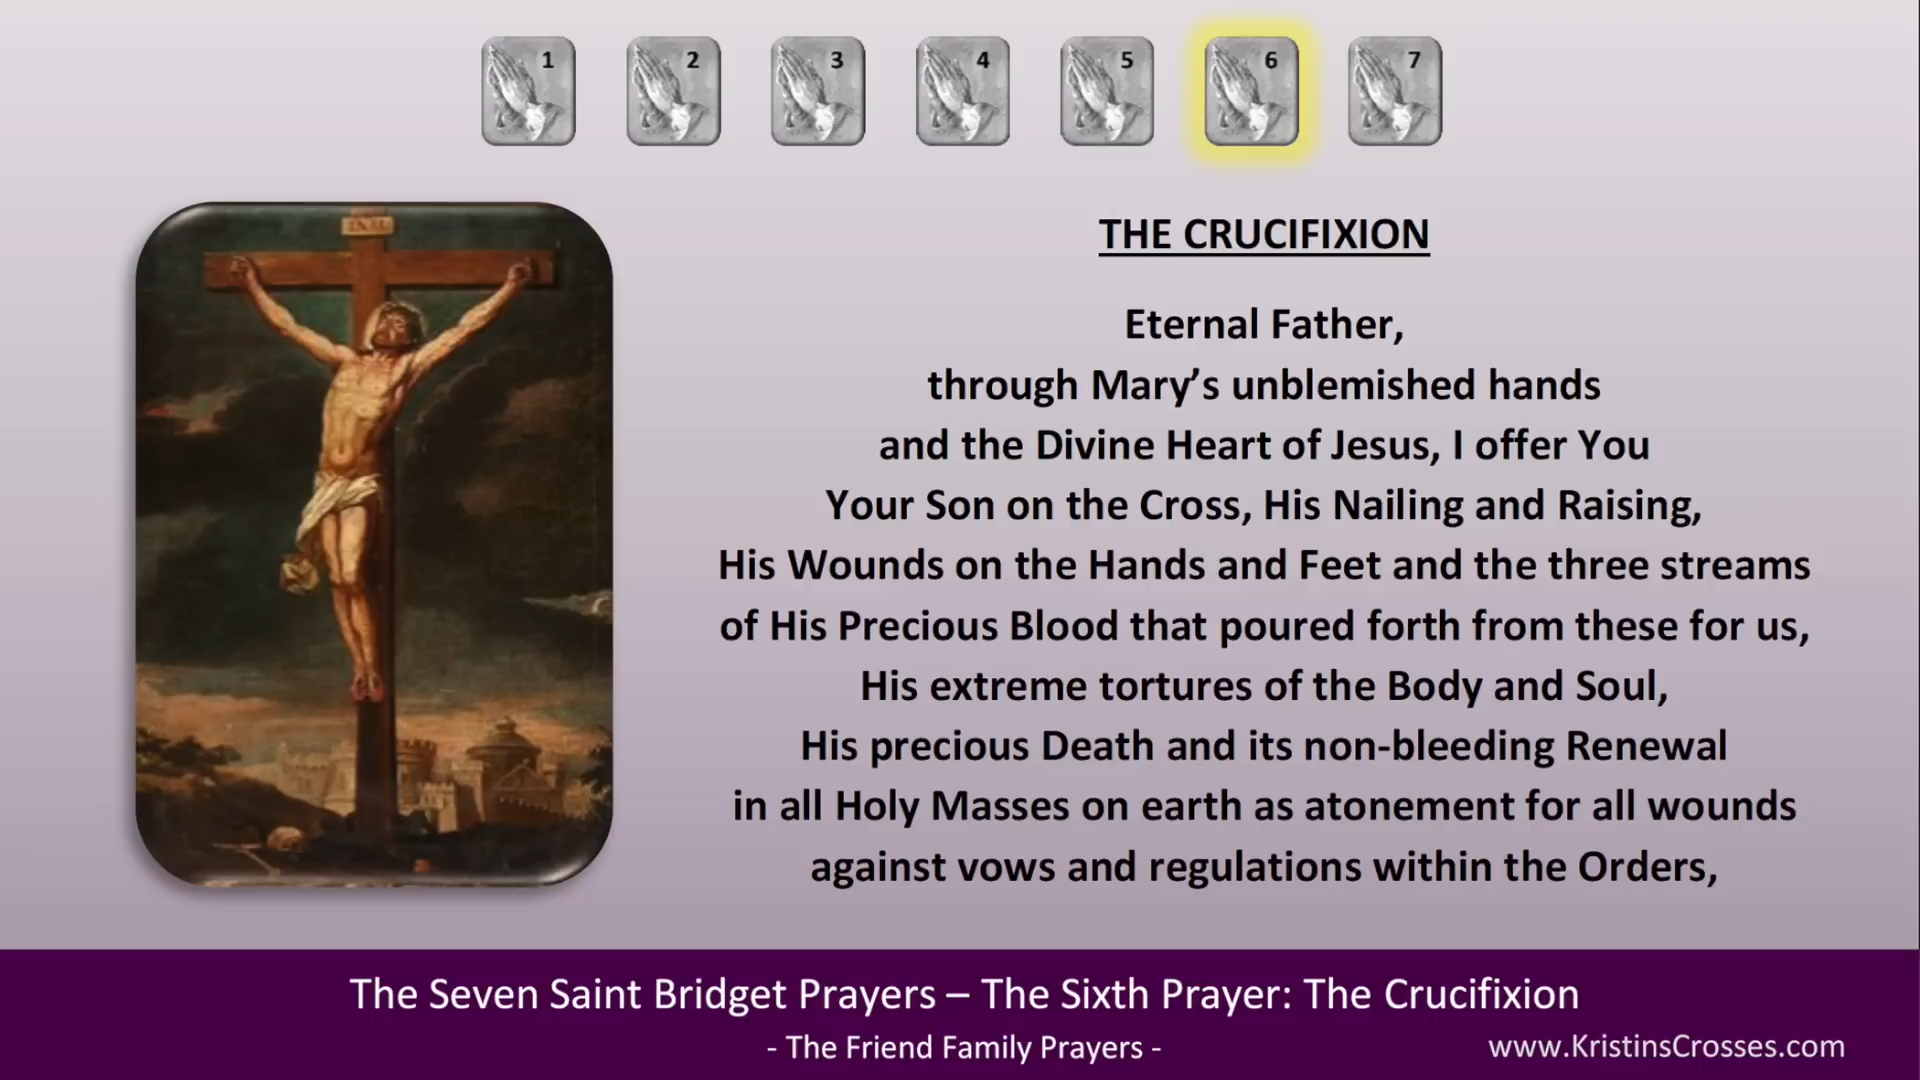 1 2 3 4 5 6 7
THE CRUCIFIXION
Eternal Father,
through Mary’s unblemished hands
and the Divine Heart of Jesus, I offer You
Your Son on the Cross, His Nailing and Raising,
His Wounds on the Hands and Feet and the three streams
of His Precious Blood that poured forth from these for us,
His extreme tortures of the Body and Soul,
His precious Death and its non-bleeding Renewal
in all Holy Masses on earth as atonement for all wounds
against vows and regulations within the Orders,
The Seven Saint Bridget Prayers – The Sixth Prayer: The Crucifixion
- The Friend Family Prayers -
www.KristinsCrosses.com